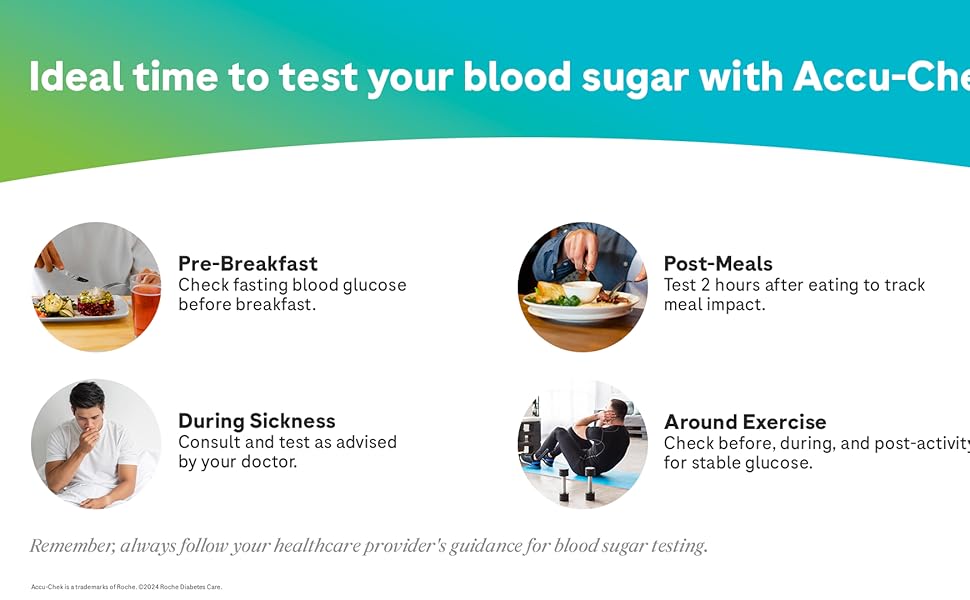 Ideal time to test your blood sugar with Accu-Che
Pre-Breakfast
Check fasting blood glucose
before breakfast.
Post-Meals
Test 2 hours after eating to track
meal impact.
During Sickness
Consult and test as advised
by your doctor.
Around Exercise
Check before, during, and post-activity
for stable glucose.
Remember, always follow your healthcare provider's guidance for blood sugar testing.
Accu-Chek is a trademarks of Roche. ©2024 Roche Diabetes Care.